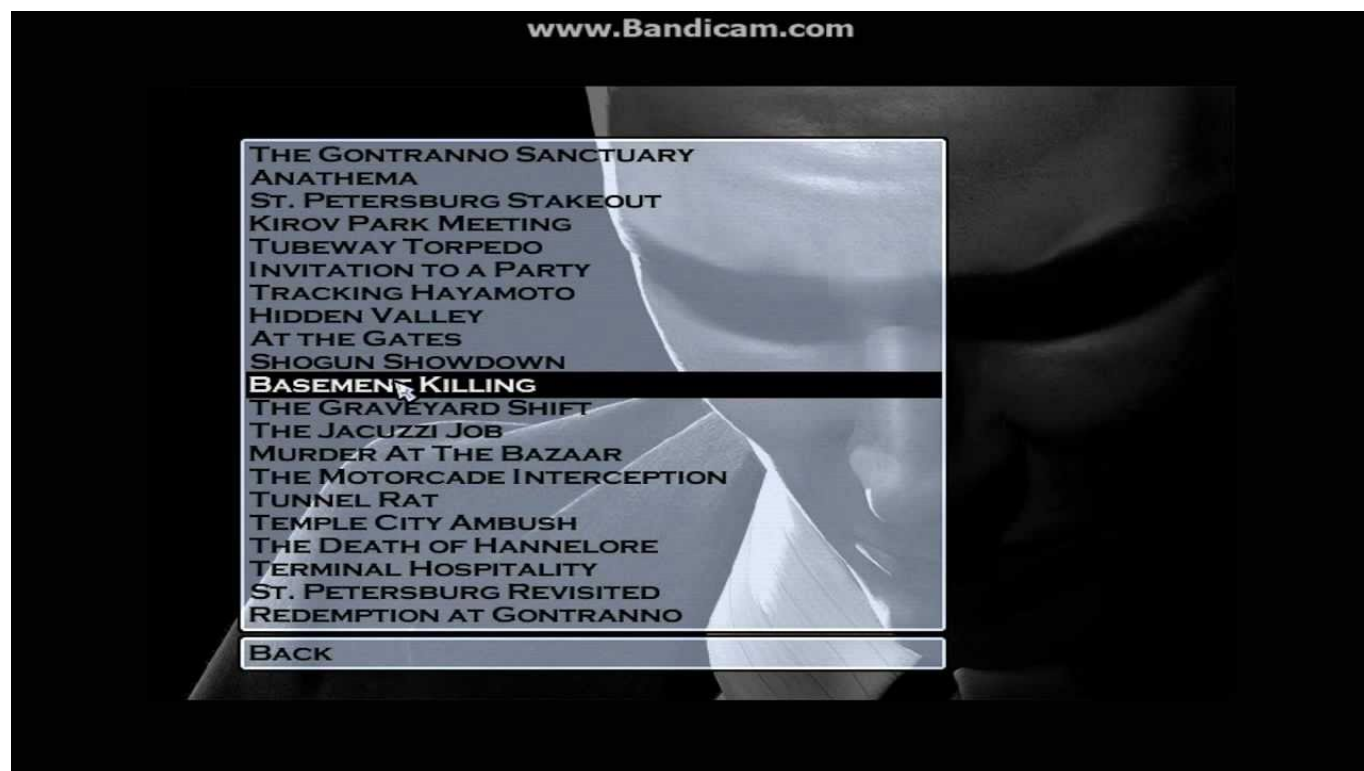 www.Bandicam.com
THE GONTRANNO SANCTUARY
ANATHEMA
ST. PETERSBURG STAKEOUT
KIROV PARK MEETING
TUBEWAY TORPEDO
INVITATION TO A PARTY
TRACKING HAYAMOTO
HIDDEN VALLEY
AT THE GATES
SHOGUN SHOWDOWN
BASEMENT KILLING
THE GRAVEYARD SHIFT
THE JACUZZI JOB
MURDER AT THE BAZAAR
THE MOTORCADE INTERCEPTION
TUNNEL RAT
TEMPLE CITY AMBUSH
THE DEATH OF HANNELORE
TERMINAL HOSPITALITY
ST. PETERSBURG REVISITED
REDEMPTION AT GONTRANNO
BACK